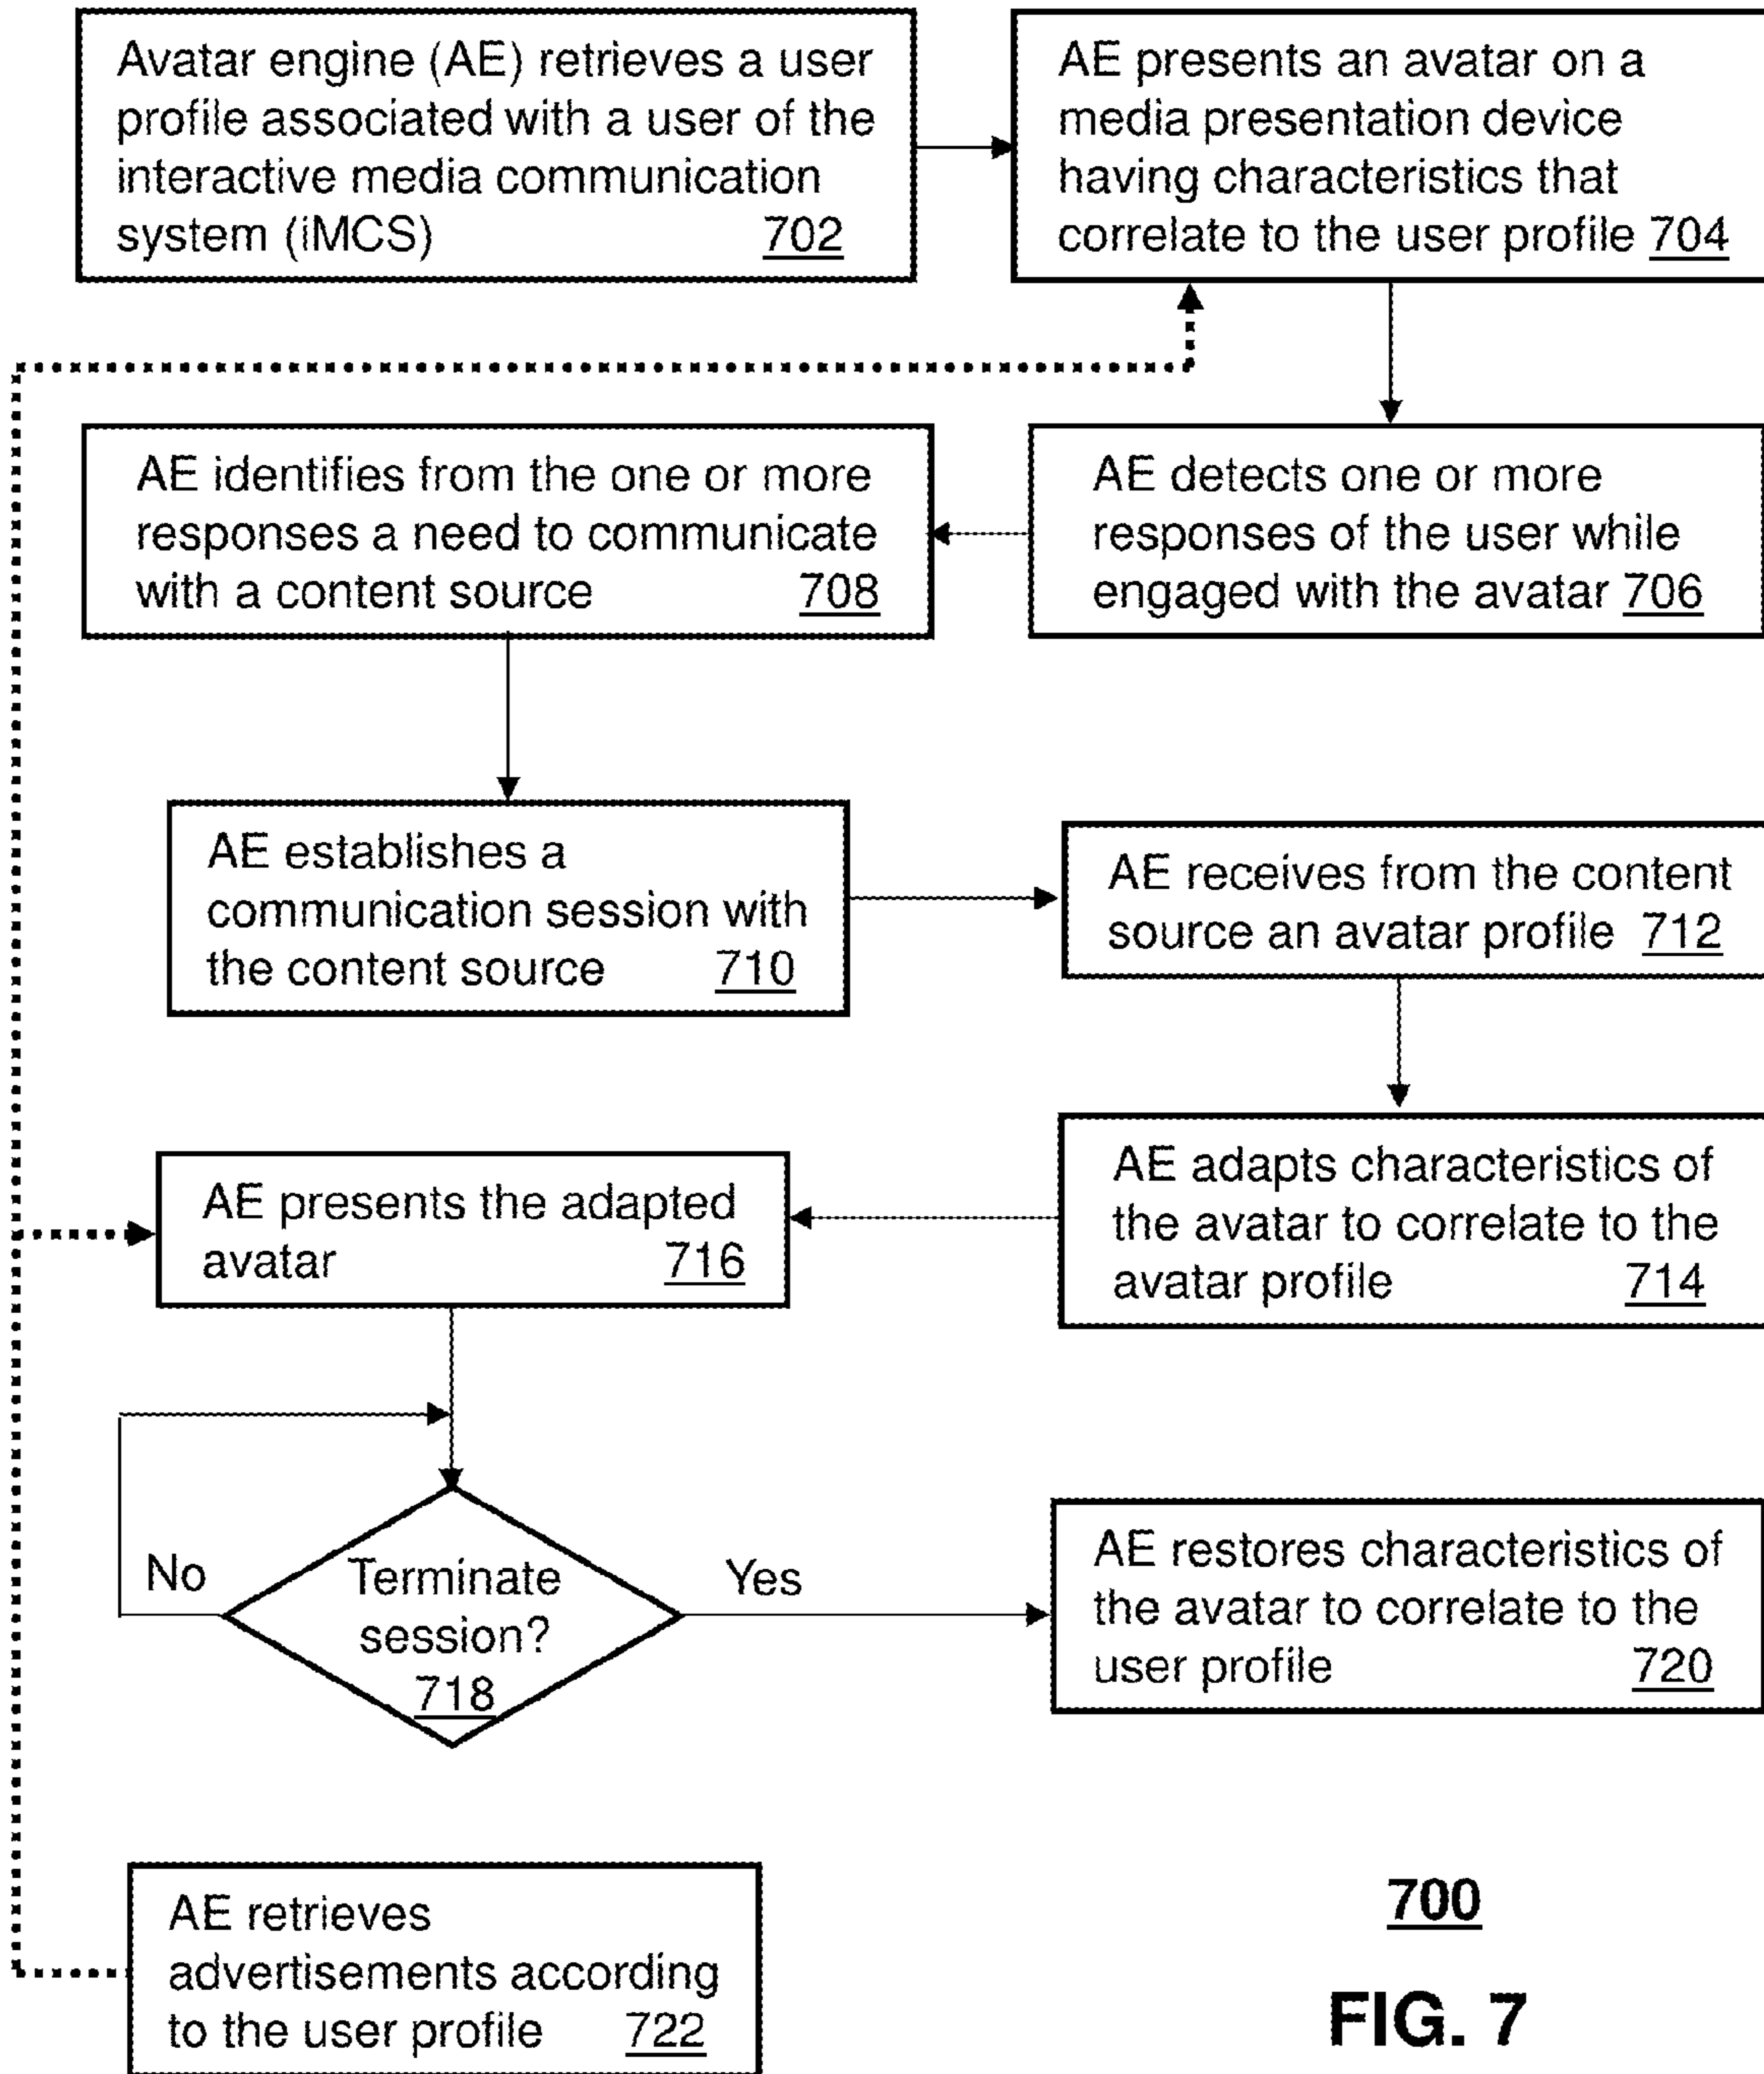 Avatar engine (AE) retrieves a user
profile associated with a user of the
interactive media communication
system (iMCS) 702
AE presents an avatar on a
media presentation device
having characteristics that
correlate to the user profile 704
AE detects one or more
responses of the user while
engaged with the avatar 706
AE identifies from the one or more
responses a need to communicate
with a content source 708
AE establishes a
communication session with
the content source 710
AE receives from the content
source an avatar profile 712
AE adapts characteristics of
the avatar to correlate to the
avatar profile 714
AE presents the adapted
avatar 716
Terminate
session?
718
No
Yes
AE restores characteristics of
the avatar to correlate to the
user profile 720
AE retrieves
advertisements according
to the user profile 722
700
FIG. 7